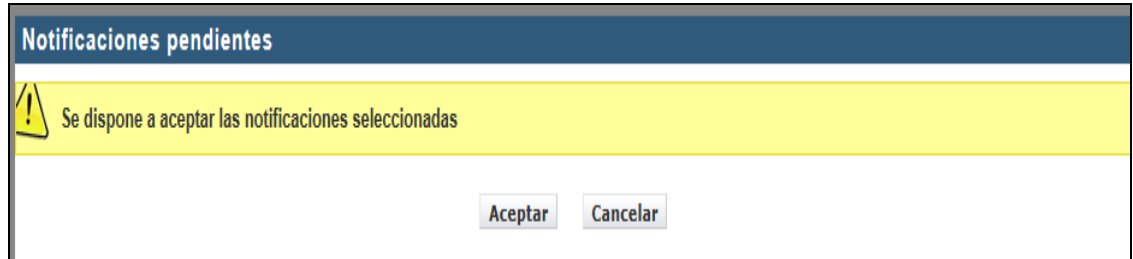 Notificaciones pendientes
Se dispone a aceptar las notificaciones seleccionadas
Aceptar Cancelar